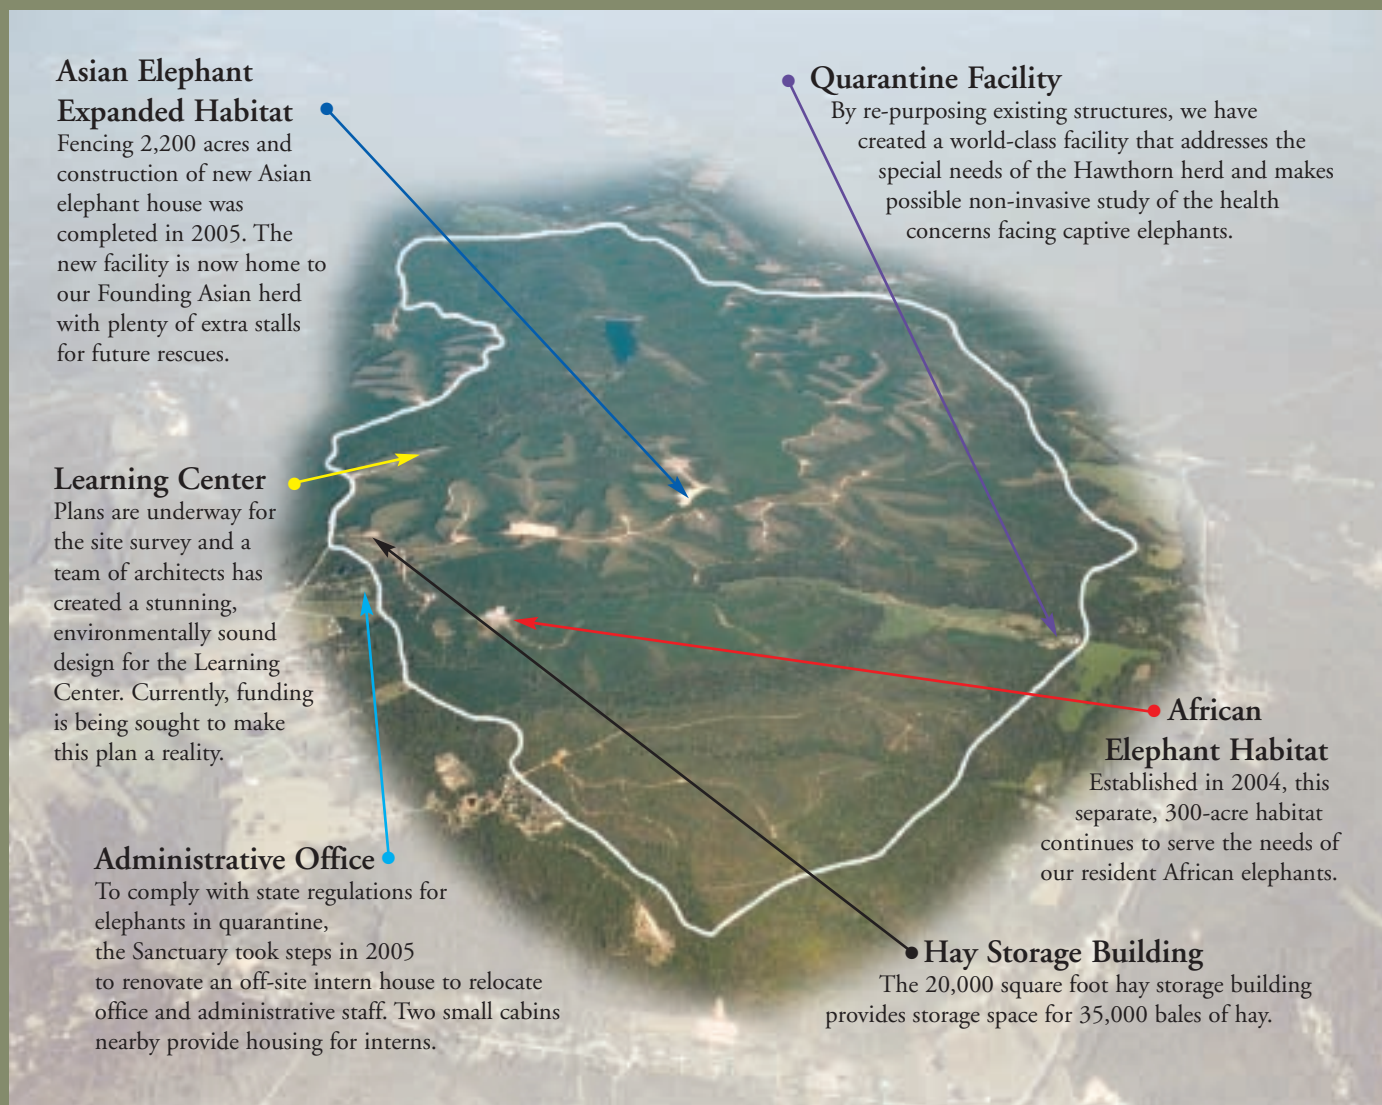 Asian Elephant
Expanded Habitat
Fencing 2,200 acres and
construction of new Asian
elephant house was
completed in 2005. The
new facility is now home to
our Founding Asian herd
with plenty of extra stalls
for future rescues.
Quarantine Facility
By re-purposing existing structures, we have
created a world-class facility that addresses the
special needs of the Hawthorn herd and makes
possible non-invasive study of the health
concerns facing captive elephants.
Learning Center
Plans are underway for
the site survey and a
team of architects has
created a stunning,
environmentally sound
design for the Learning
Center. Currently, funding
is being sought to make
this plan a reality.
African
Elephant Habitat
Established in 2004, this
separate, 300-acre habitat
continues to serve the needs of
our resident African elephants.
Administrative Office
To comply with state regulations for
elephants in quarantine,
the Sanctuary took steps in 2005
to renovate an off-site intern house to relocate
office and administrative staff. Two small cabins
nearby provide housing for interns.
Hay Storage Building
The 20,000 square foot hay storage building
provides storage space for 35,000 bales of hay.